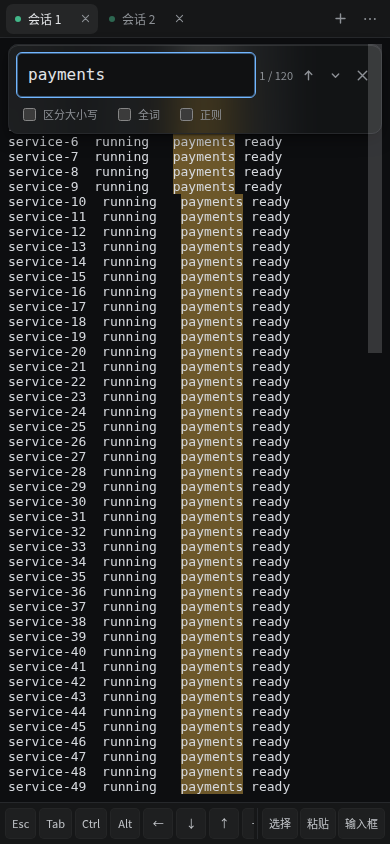 会话 1 × 会话 2 × + ⋯
payments 1 / 120 ↑ ×
区分大小写 全词 正则
service-6 running payments ready
service-7 running payments ready
service-8 running payments ready
service-9 running payments ready
service-10 running payments ready
service-11 running payments ready
service-12 running payments ready
service-13 running payments ready
service-14 running payments ready
service-15 running payments ready
service-16 running payments ready
service-17 running payments ready
service-18 running payments ready
service-19 running payments ready
service-20 running payments ready
service-21 running payments ready
service-22 running payments ready
service-23 running payments ready
service-24 running payments ready
service-25 running payments ready
service-26 running payments ready
service-27 running payments ready
service-28 running payments ready
service-29 running payments ready
service-30 running payments ready
service-31 running payments ready
service-32 running payments ready
service-33 running payments ready
service-34 running payments ready
service-35 running payments ready
service-36 running payments ready
service-37 running payments ready
service-38 running payments ready
service-39 running payments ready
service-40 running payments ready
service-41 running payments ready
service-42 running payments ready
service-43 running payments ready
service-44 running payments ready
service-45 running payments ready
service-46 running payments ready
service-47 running payments ready
service-48 running payments ready
service-49 running payments ready
Esc Tab Ctrl Alt ← ↓ ↑ 选择 粘贴 输入框